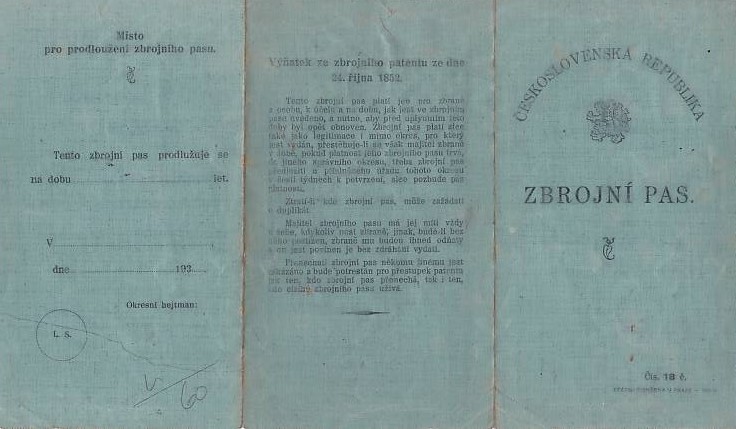 Místo
pro prodloužení zbrojního pasu.
Tento zbrojní pas prodlužuje se
na dobu let.
V
dne 193
Okresní hejtman:
L. S.
V/60
Výňatek ze zbrojního patentu ze dne
24. října 1852.
Tento zbrojní pas platí jen pro zbraně
a osobu, k účelu a na dobu, jak jest ve zbrojním
pasu uvedeno, a nutno, aby před uplynutím této
doby byl opět obnoven. Zbrojní pas platí sice
také jako legitimace i mimo okres, pro který
jest vydán, přestěhuje-li se však majitel zbraně
v době, pokud platnost jeho zbrojního pasu trvá,
do jiného správního okresu, třeba zbrojní pas
předložiti u příslušného úřadu tohoto okresu
týdnech k potvrzení, sice pozbude pas
platnosti.
Ztratí-li kdo zbrojní pas, může zažádati
o duplikát.
Majitel zbrojního pasu má jej míti vždy
u sebe, kdykoliv nosí zbraně, jinak, bude-li bez
něho postižen, zbraně mu budou ihned odňaty
a on jest povinen je bez zdráhání vydati.
Přenechati zbrojní pas někomu jinému jest
zakázáno a bude potrestán pro přestupek patentu
jak ten, kdo zbrojní pas přenechá, tak i ten,
kdo cizího zbrojního pasu užívá.
ČESKOSLOVENSKÁ REPUBLIKA
ZBROJNÍ PAS.
Čís. 18 č.